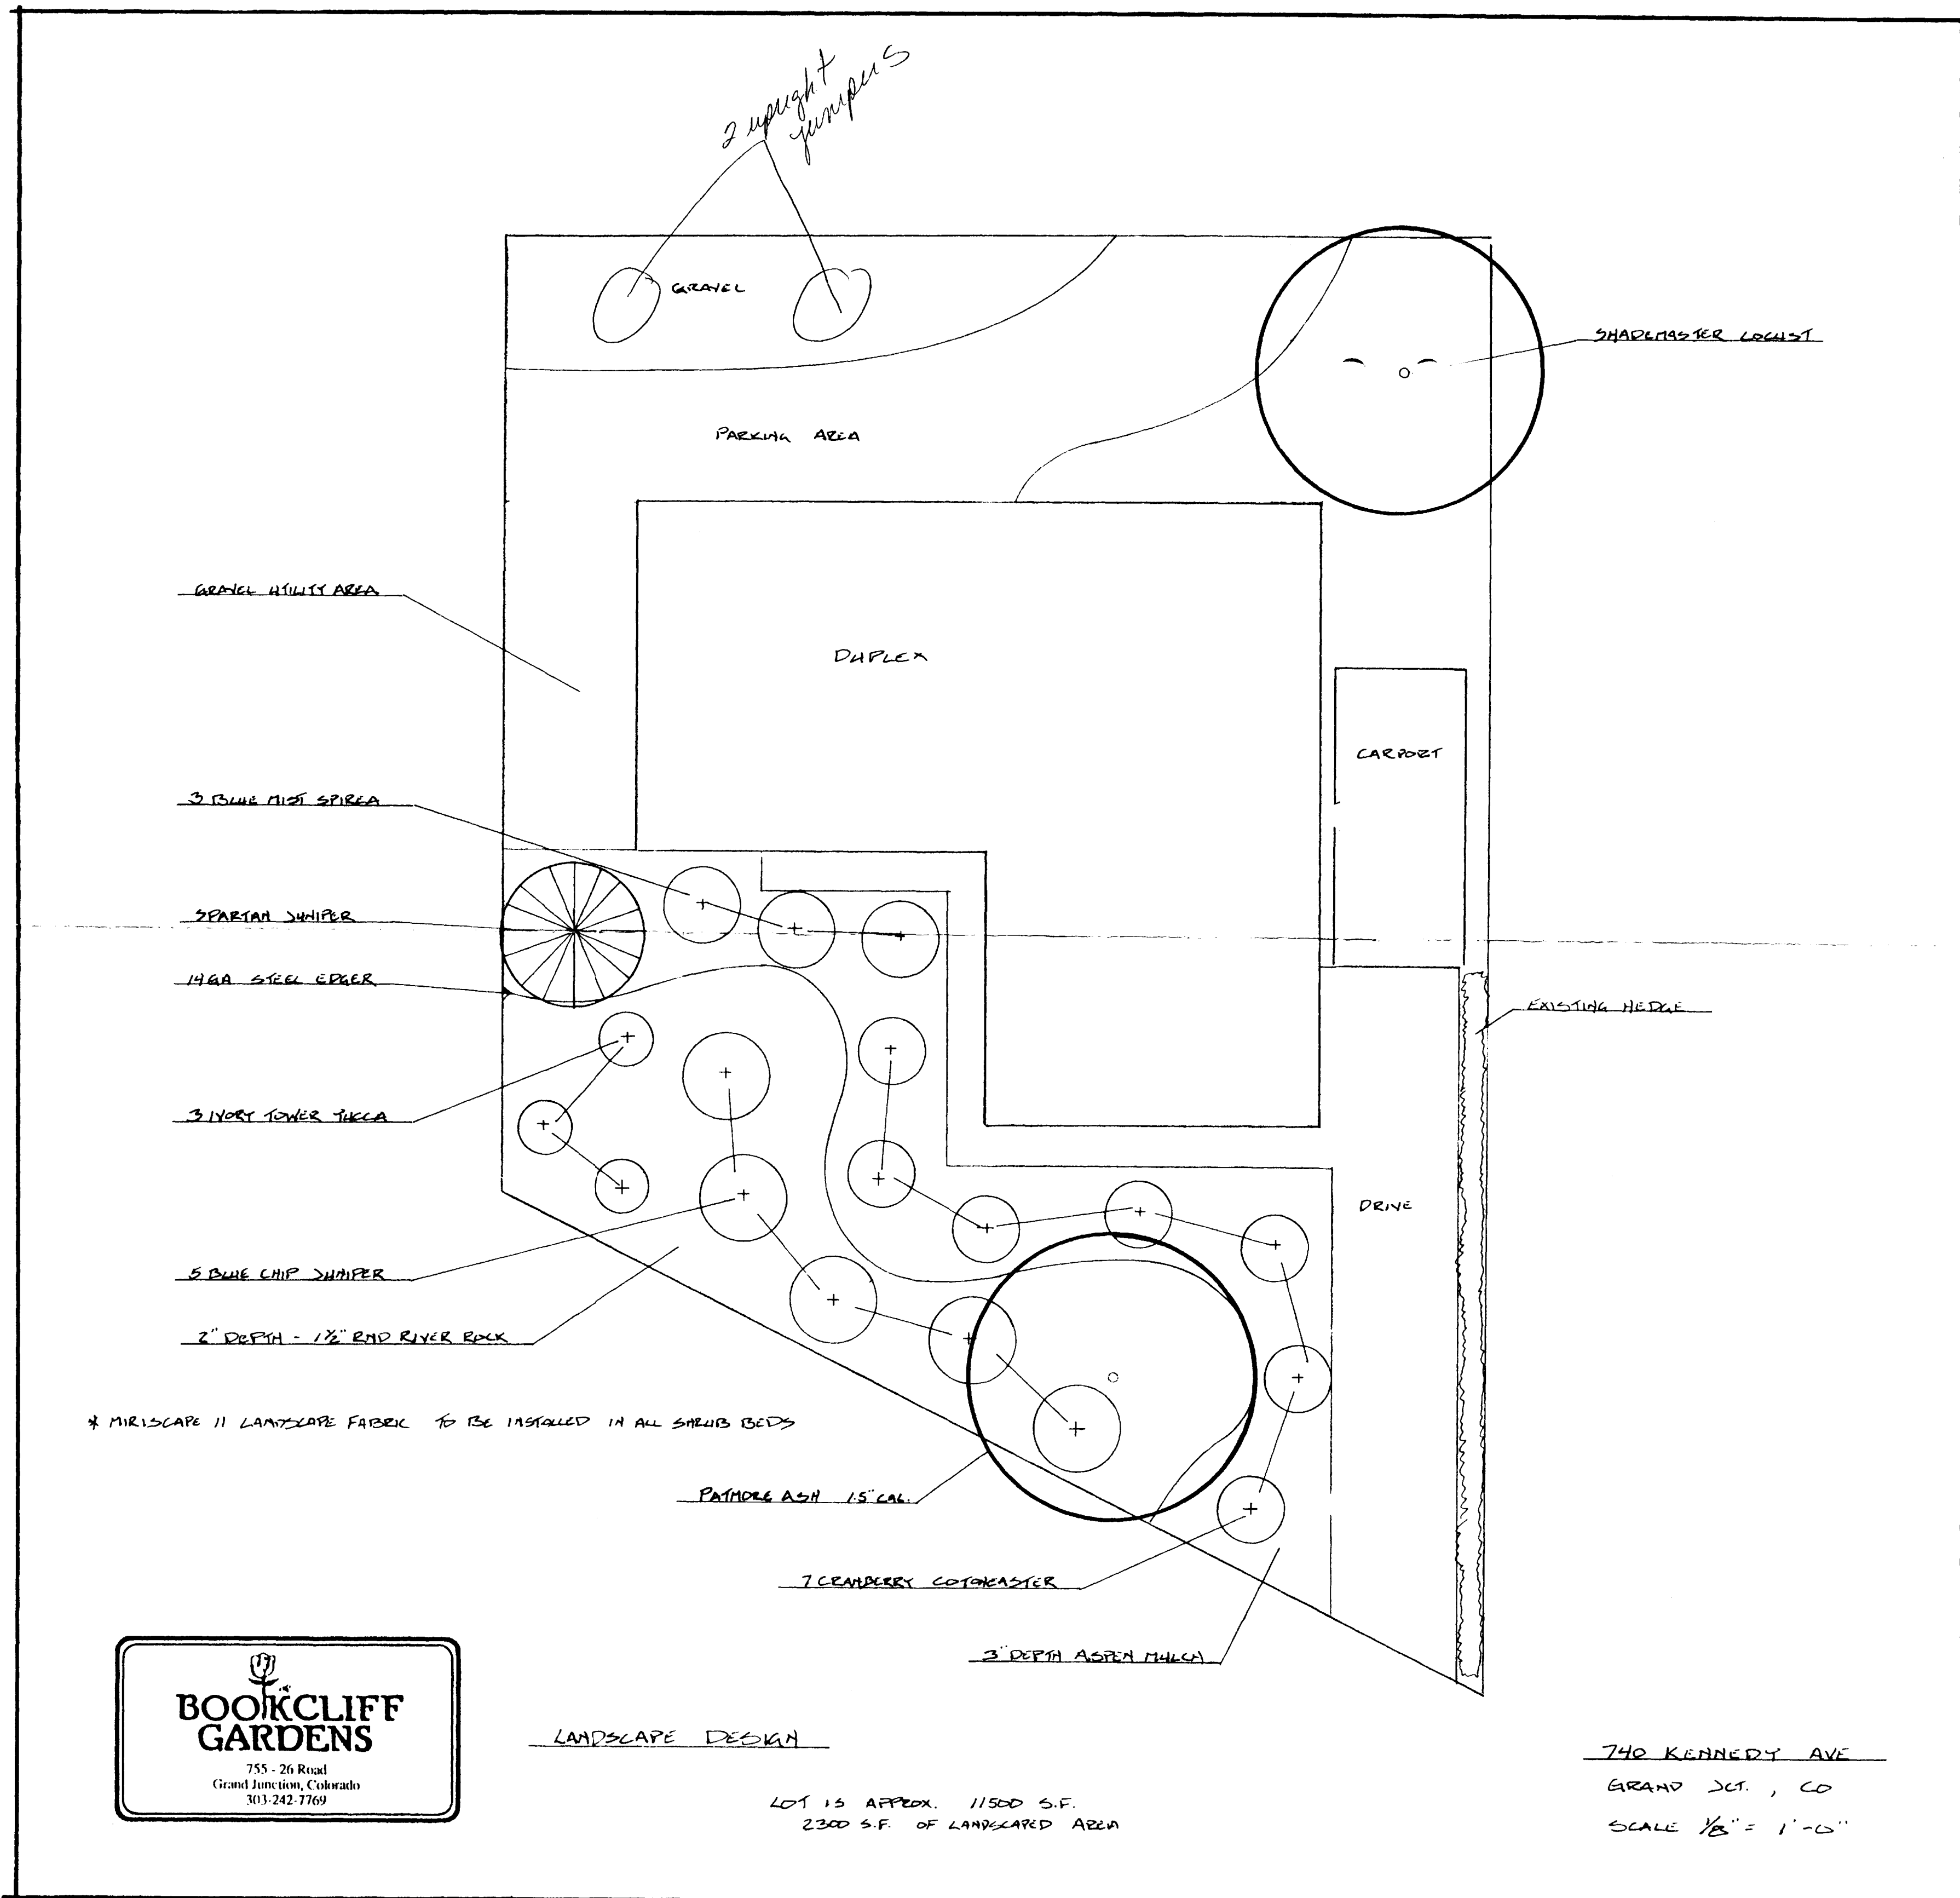 2 upright
junipers
GRAVEL
SHADEMASTER LOCUST
PARKING AREA
GRAVEL UTILITY AREA
DUPLEX
CARPORT
3 BLUE MIST SPIREA
SPARTAN JUNIPER
14 GA STEEL EDGER
EXISTING HEDGE
3 IVORY TOWER YUCCA
DRIVE
5 BLUE CHIP JUNIPER
2" DEPTH - 1½" RND RIVER ROCK
* MIRISCAPE II LANDSCAPE FABRIC TO BE INSTALLED IN ALL SHRUB BEDS
PATMORE ASH 1.5" CAL.
7 CRANBERRY COTONEASTER
3" DEPTH ASPEN MULCH
BOOKCLIFF
GARDENS
755 - 26 Road
Grand Junction, Colorado
303-242-7769
LANDSCAPE DESIGN
LOT IS APPROX. 11500 S.F.
2300 S.F. OF LANDSCAPED AREA
740 KENNEDY AVE
GRAND JCT., CO
SCALE 1/8" = 1'-0"